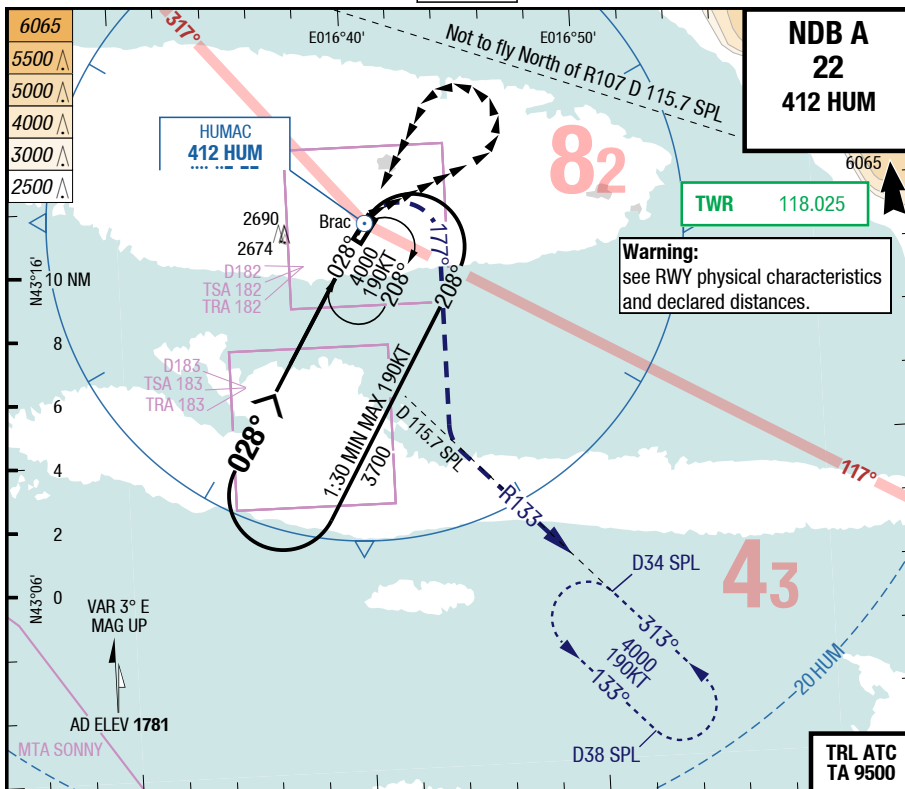 6065
5500
5000
4000
3000
2500
317°
E016°40'
E016°50'
Not to fly North of R107 D 115.7 SPL
NDB A
22
412 HUM
HUMAC
412 HUM
82
6065
TWR 118.025
Warning:
see RWY physical characteristics
and declared distances.
2690
2674
Brac
D182
TSA 182
TRA 182
028°
4000
190KT
208°
177°
208°
N43°16'
10 NM
8
6
4
2
0
D183
TSA 183
TRA 183
028°
1:30 MIN MAX 190KT
3700
D 115.7 SPL
117°
R133
43
D34 SPL
313°
4000
190KT
133°
D38 SPL
20 HUM
N43°06'
VAR 3° E
MAG UP
AD ELEV 1781
MTA SONNY
TRL ATC
TA 9500